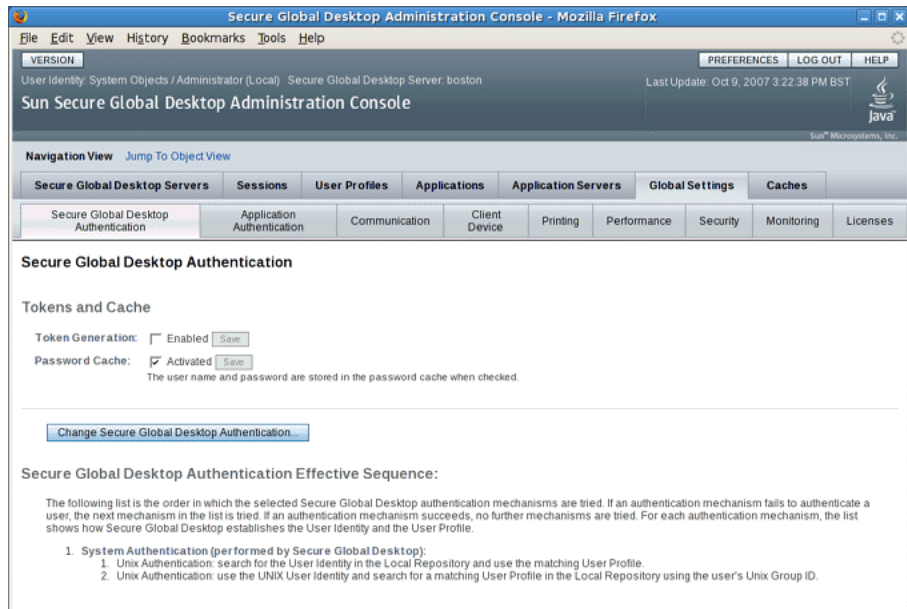 Secure Global Desktop Administration Console - Mozilla Firefox
File Edit View History Bookmarks Tools Help
VERSION
PREFERENCES LOG OUT HELP
User Identity: System Objects / Administrator (Local) Secure Global Desktop Server: boston
Last Update: Oct 9, 2007 3:22:38 PM BST
Sun Secure Global Desktop Administration Console
Java
Sun™ Microsystems, Inc.
Navigation View Jump To Object View
Secure Global Desktop Servers Sessions User Profiles Applications Application Servers Global Settings Caches
Secure Global Desktop Authentication Application Authentication Communication Client Device Printing Performance Security Monitoring Licenses
Secure Global Desktop Authentication
Tokens and Cache
Token Generation: Enabled Save
Password Cache: Activated Save
The user name and password are stored in the password cache when checked.
Change Secure Global Desktop Authentication...
Secure Global Desktop Authentication Effective Sequence:
The following list is the order in which the selected Secure Global Desktop authentication mechanisms are tried. If an authentication mechanism fails to authenticate a
user, the next mechanism in the list is tried. If an authentication mechanism succeeds, no further mechanisms are tried. For each authentication mechanism, the list
shows how Secure Global Desktop establishes the User Identity and the User Profile.
1. System Authentication (performed by Secure Global Desktop):
1. Unix Authentication: search for the User Identity in the Local Repository and use the matching User Profile.
2. Unix Authentication: use the UNIX User Identity and search for a matching User Profile in the Local Repository using the user's Unix Group ID.